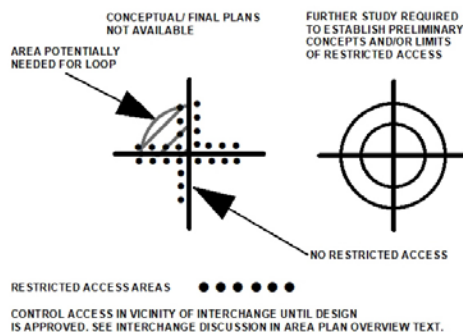 CONCEPTUAL/ FINAL PLANS
NOT AVAILABLE
FURTHER STUDY REQUIRED
TO ESTABLISH PRELIMINARY
CONCEPTS AND/OR LIMITS
OF RESTRICTED ACCESS
AREA POTENTIALLY
NEEDED FOR LOOP
NO RESTRICTED ACCESS
RESTRICTED ACCESS AREAS
CONTROL ACCESS IN VICINITY OF INTERCHANGE UNTIL DESIGN
IS APPROVED. SEE INTERCHANGE DISCUSSION IN AREA PLAN OVERVIEW TEXT.